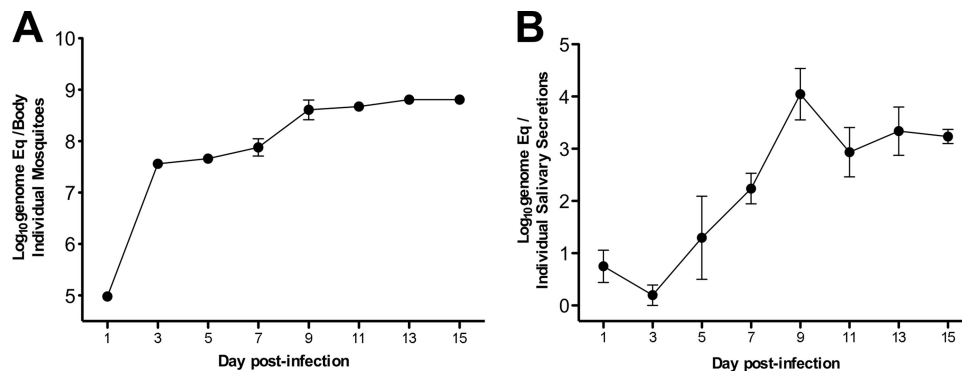 A
10
9
8
7
6
5
Log10genome Eq /Body
Individual Mosquitoes
1 3 5 7 9 11 13 15
Day post-infection
B
5
4
3
2
1
0
Log10genome Eq /
Individual Salivary Secretions
1 3 5 7 9 11 13 15
Day post-infection